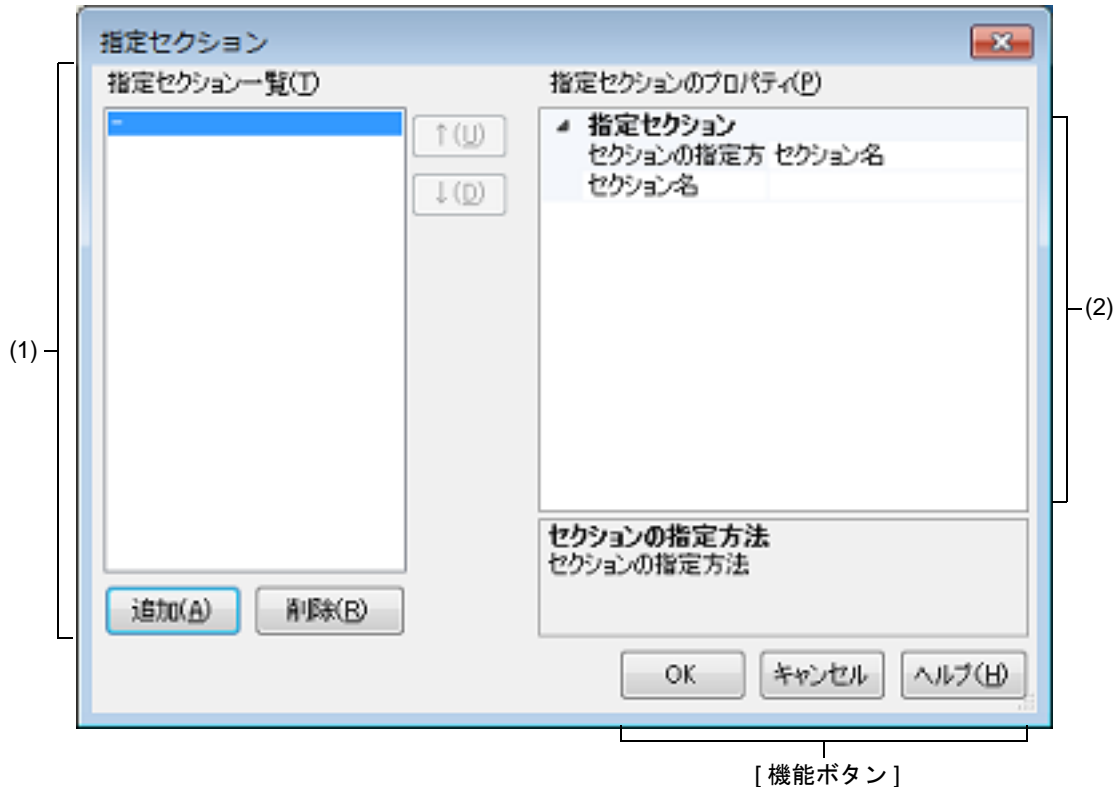 指定セクション
指定セクション一覧(T)
指定セクションのプロパティ(P)
-
↑(U)
↓(D)
指定セクション
セクションの指定方 セクション名
セクション名
(1)
(2)
セクションの指定方法
セクションの指定方法
追加(A)
削除(R)
OK
キャンセル
ヘルプ(H)
[ 機能ボタン ]